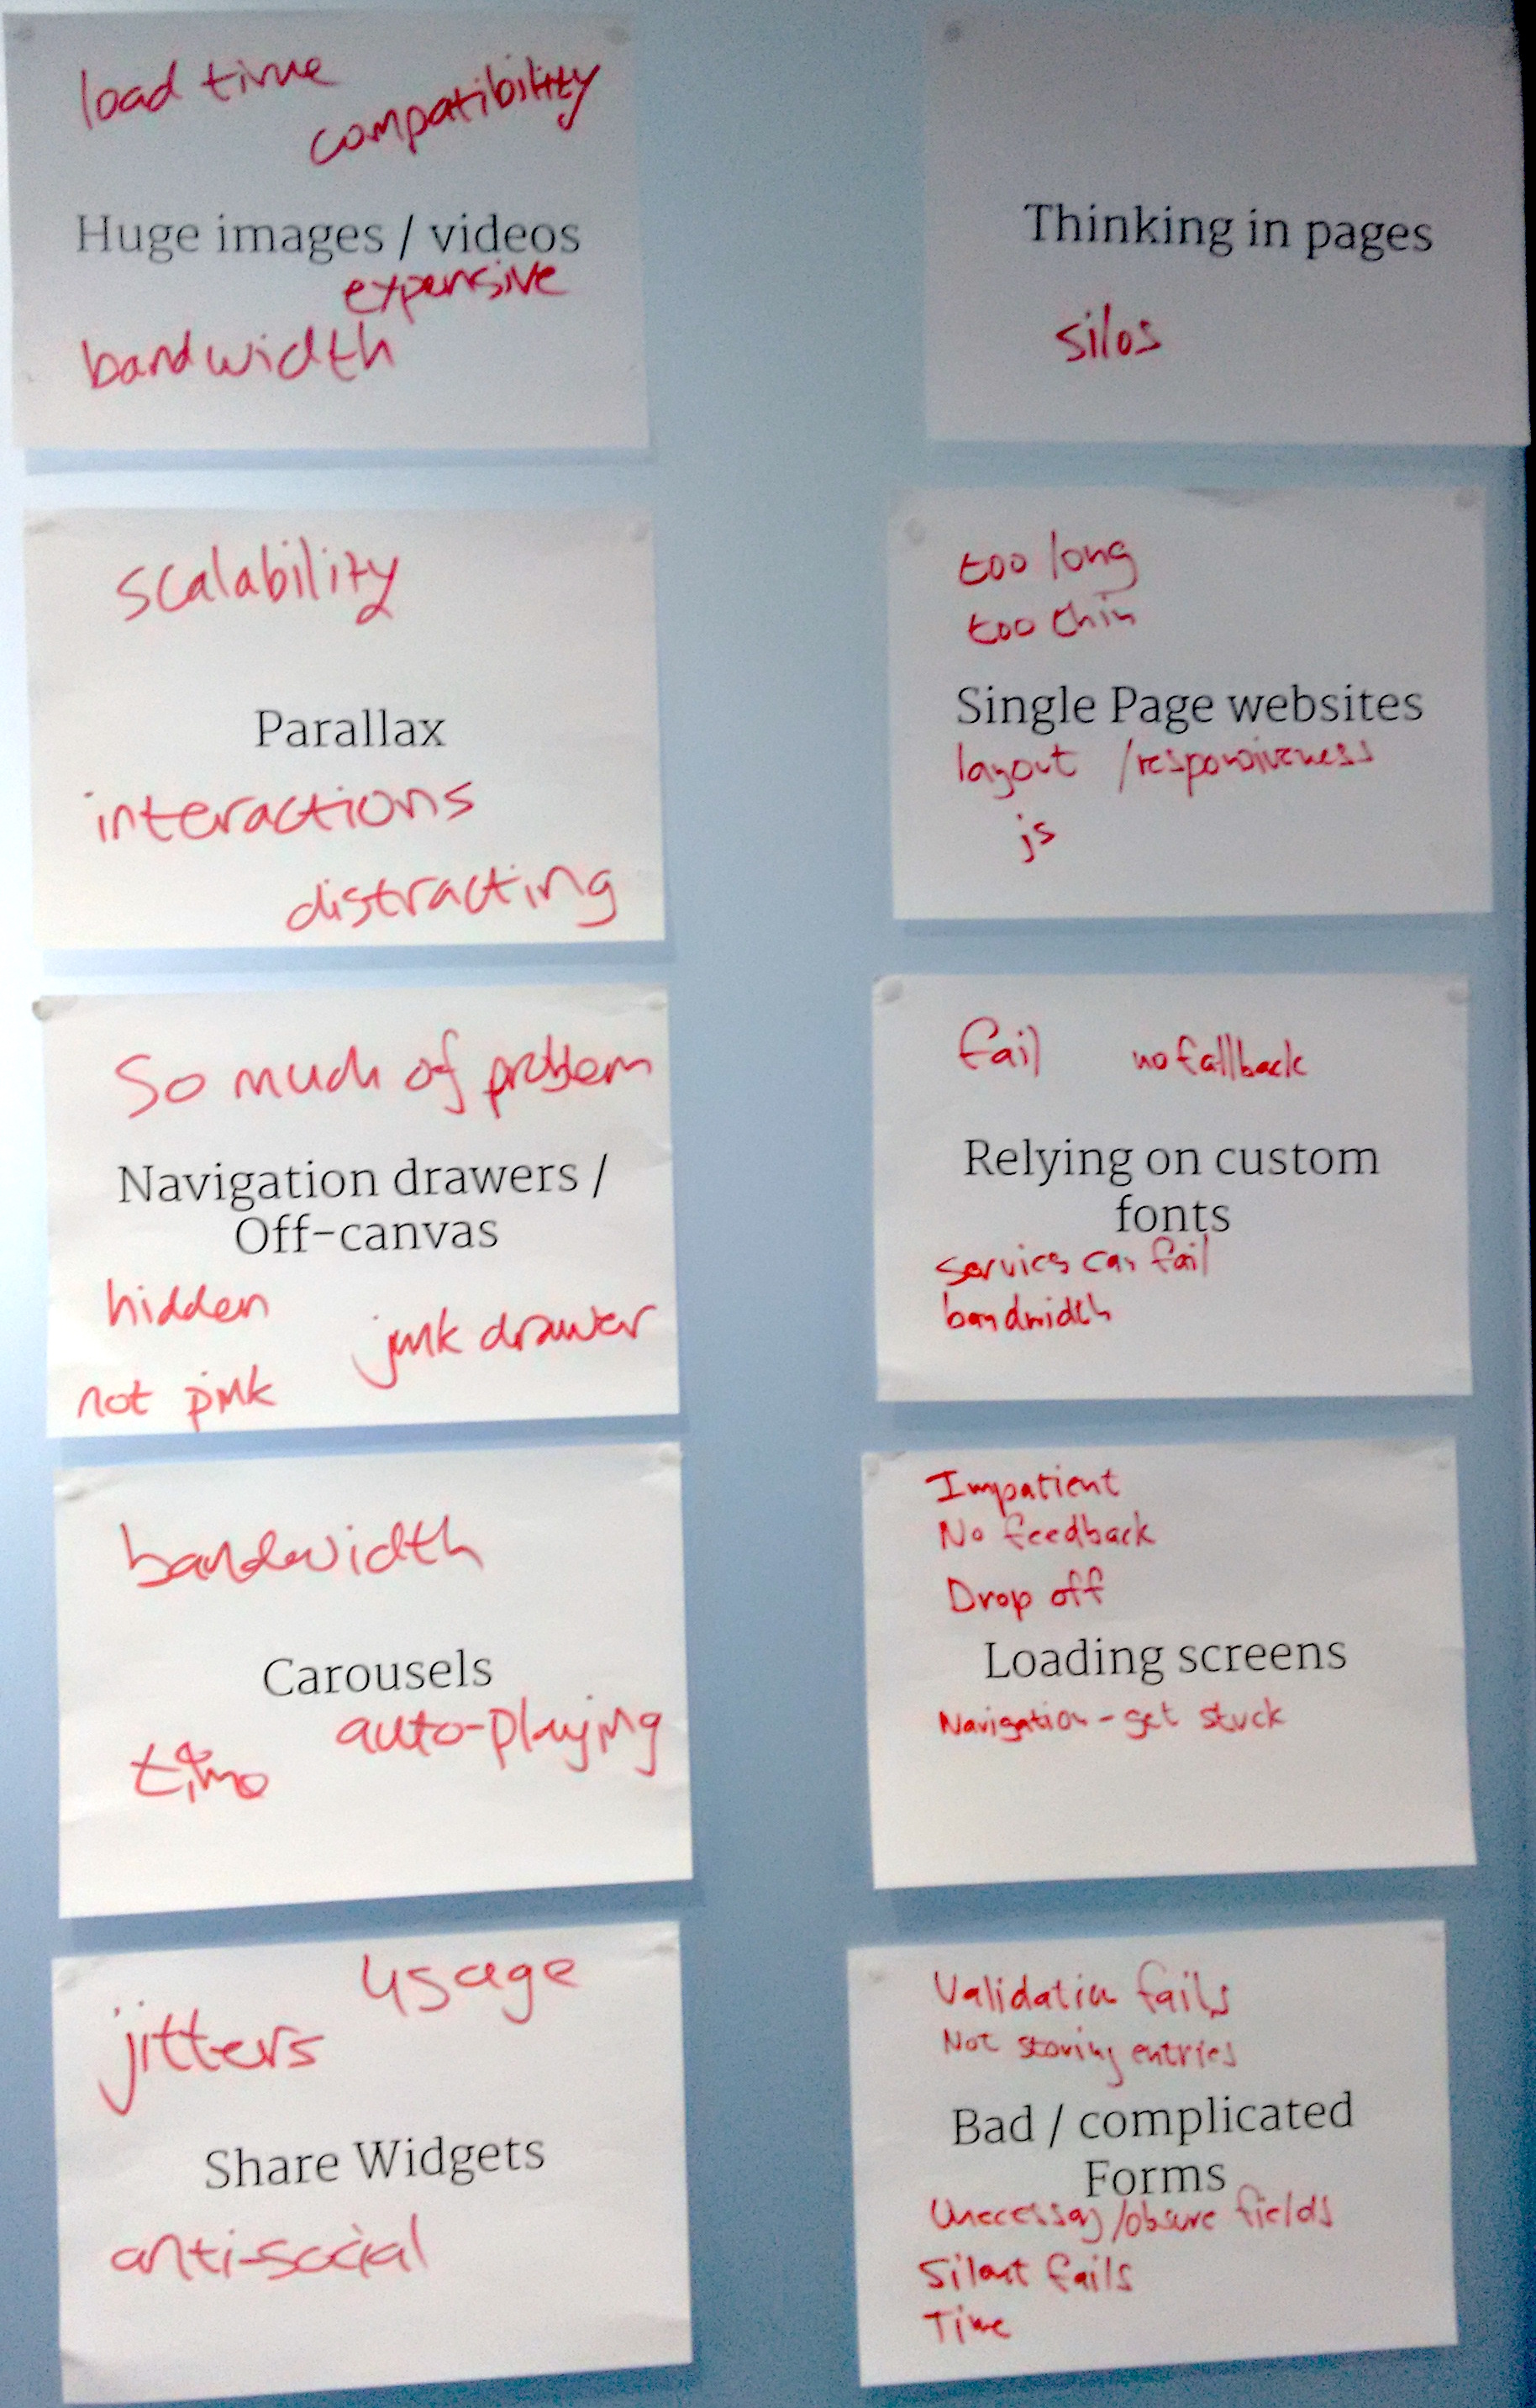 load time
compatibility
Huge images / videos
expensive
bandwidth
scalability
Parallax
interactions
distracting
So much of problem
Navigation drawers /
Off-canvas
hidden
junk drawer
not pink
bandwidth
Carousels
auto-playing
usage
jitters
Share Widgets
anti-social
Thinking in pages
silos
too long
too thin
Single Page websites
layout /responsiveness
js
fail no fallback
Relying on custom
fonts
services can fail
bandwidth
Impatient
No feedback
Drop off
Loading screens
Navigation - get stuck
Validation fails
Not storing entries
Bad / complicated
Forms
Unecessary/obsure fields
Silent fails
Time